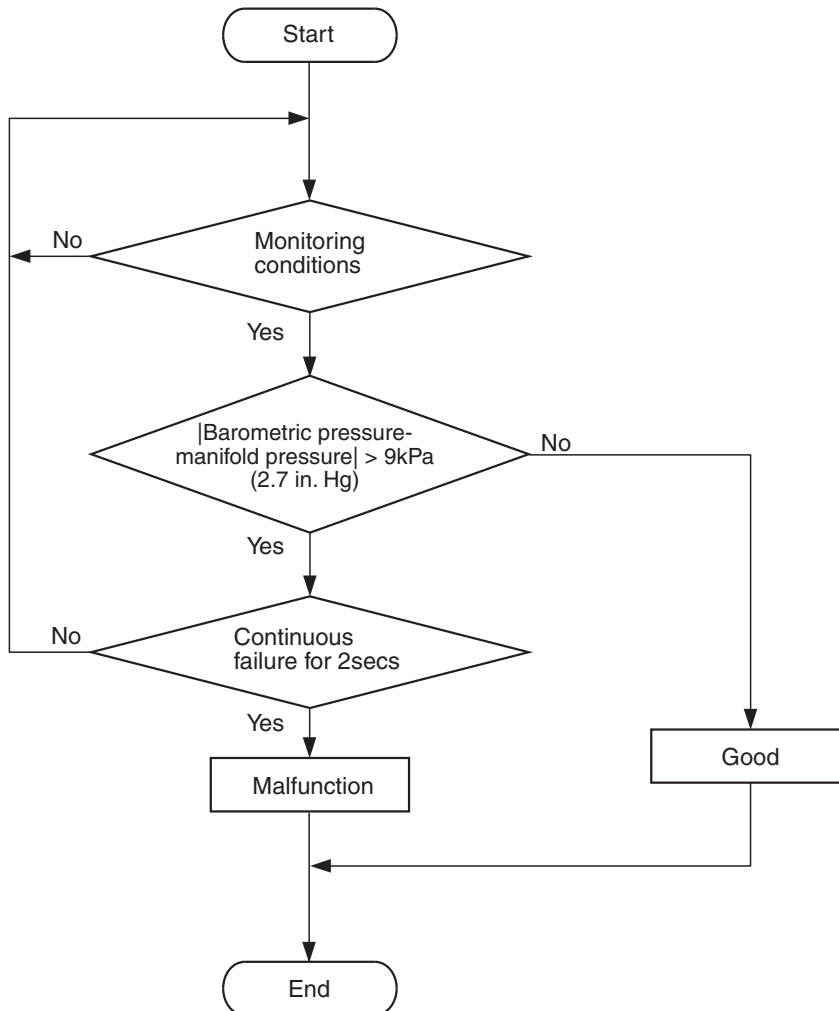 Start
No
Monitoring
conditions
Yes
|Barometric pressure-
manifold pressure| > 9kPa
(2.7 in. Hg)
No
Yes
No
Continuous
failure for 2secs
Yes
Malfunction
Good
End